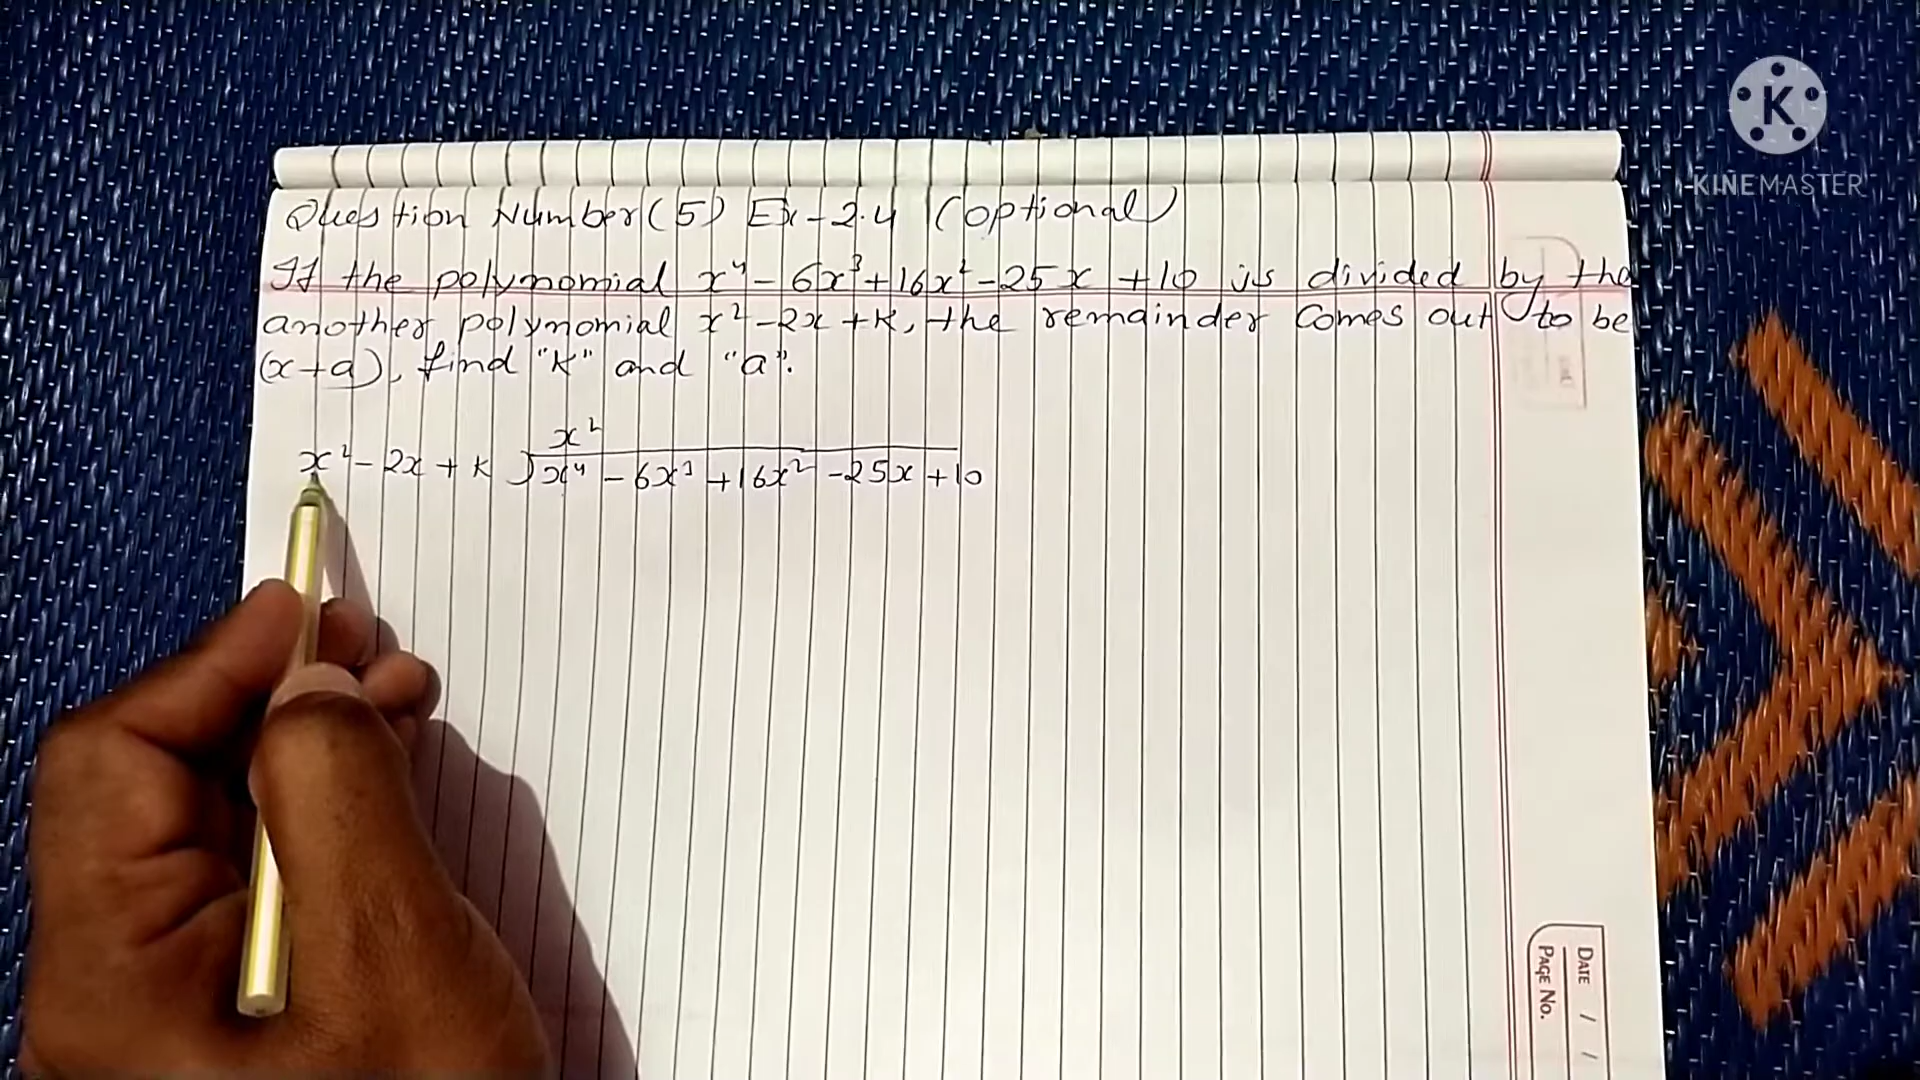 K
KINEMASTER
Question Number (5) Ex - 2.4 (optional)
If the polynomial x⁴ - 6x³ + 16x² - 25x + 10 is divided by the
another polynomial x² - 2x + k, the remainder comes out to be
(x+a), find "k" and "a".
x²
x² - 2x + k ) x⁴ - 6x³ + 16x² - 25x + 10
DATE / /
PAGE NO.